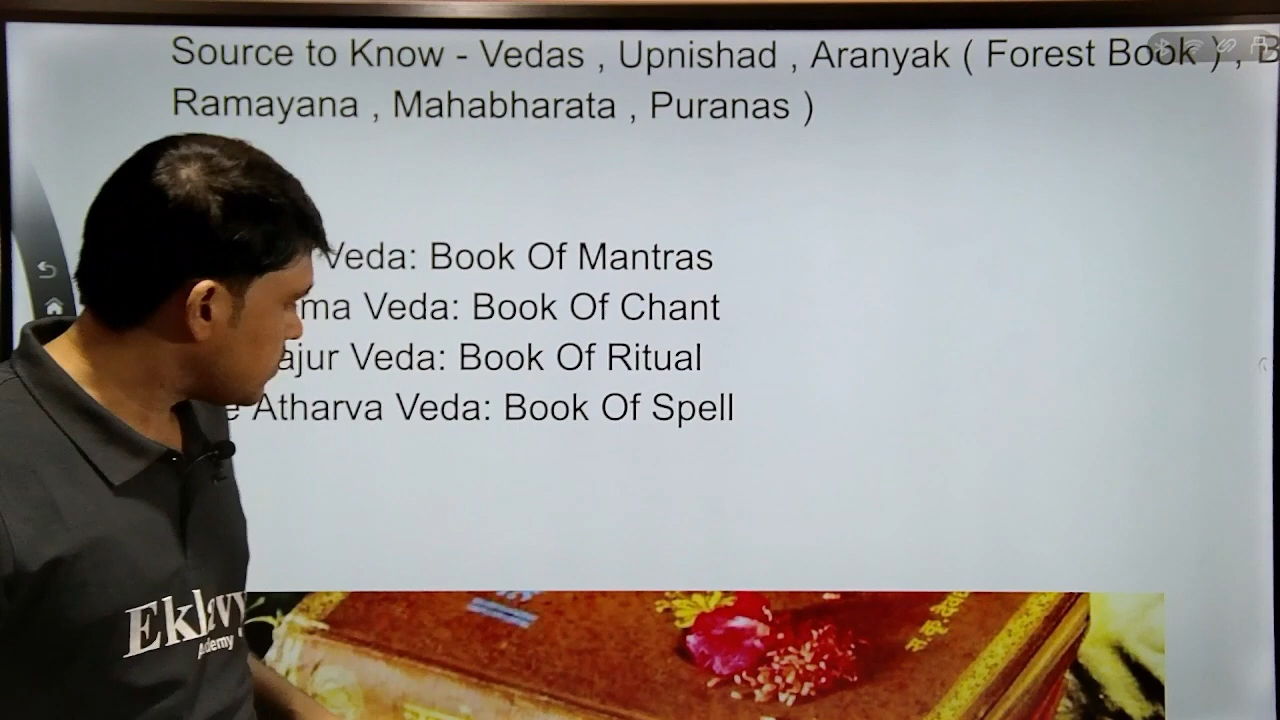 Source to Know - Vedas , Upnishad , Aranyak ( Forest Book ) ,
Ramayana , Mahabharata , Puranas )
Veda: Book Of Mantras
ma Veda: Book Of Chant
ajur Veda: Book Of Ritual
e Atharva Veda: Book Of Spell
Eklavy
Academy